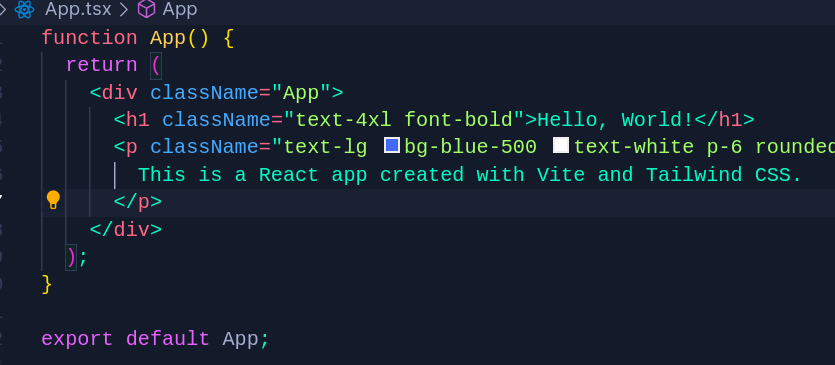 App.tsx > App
function App() {
return (
<div className="App">
<h1 className="text-4xl font-bold">Hello, World!</h1>
<p className="text-lg bg-blue-500 text-white p-6 rounded
This is a React app created with Vite and Tailwind CSS.
</p>
</div>
);
}
export default App;